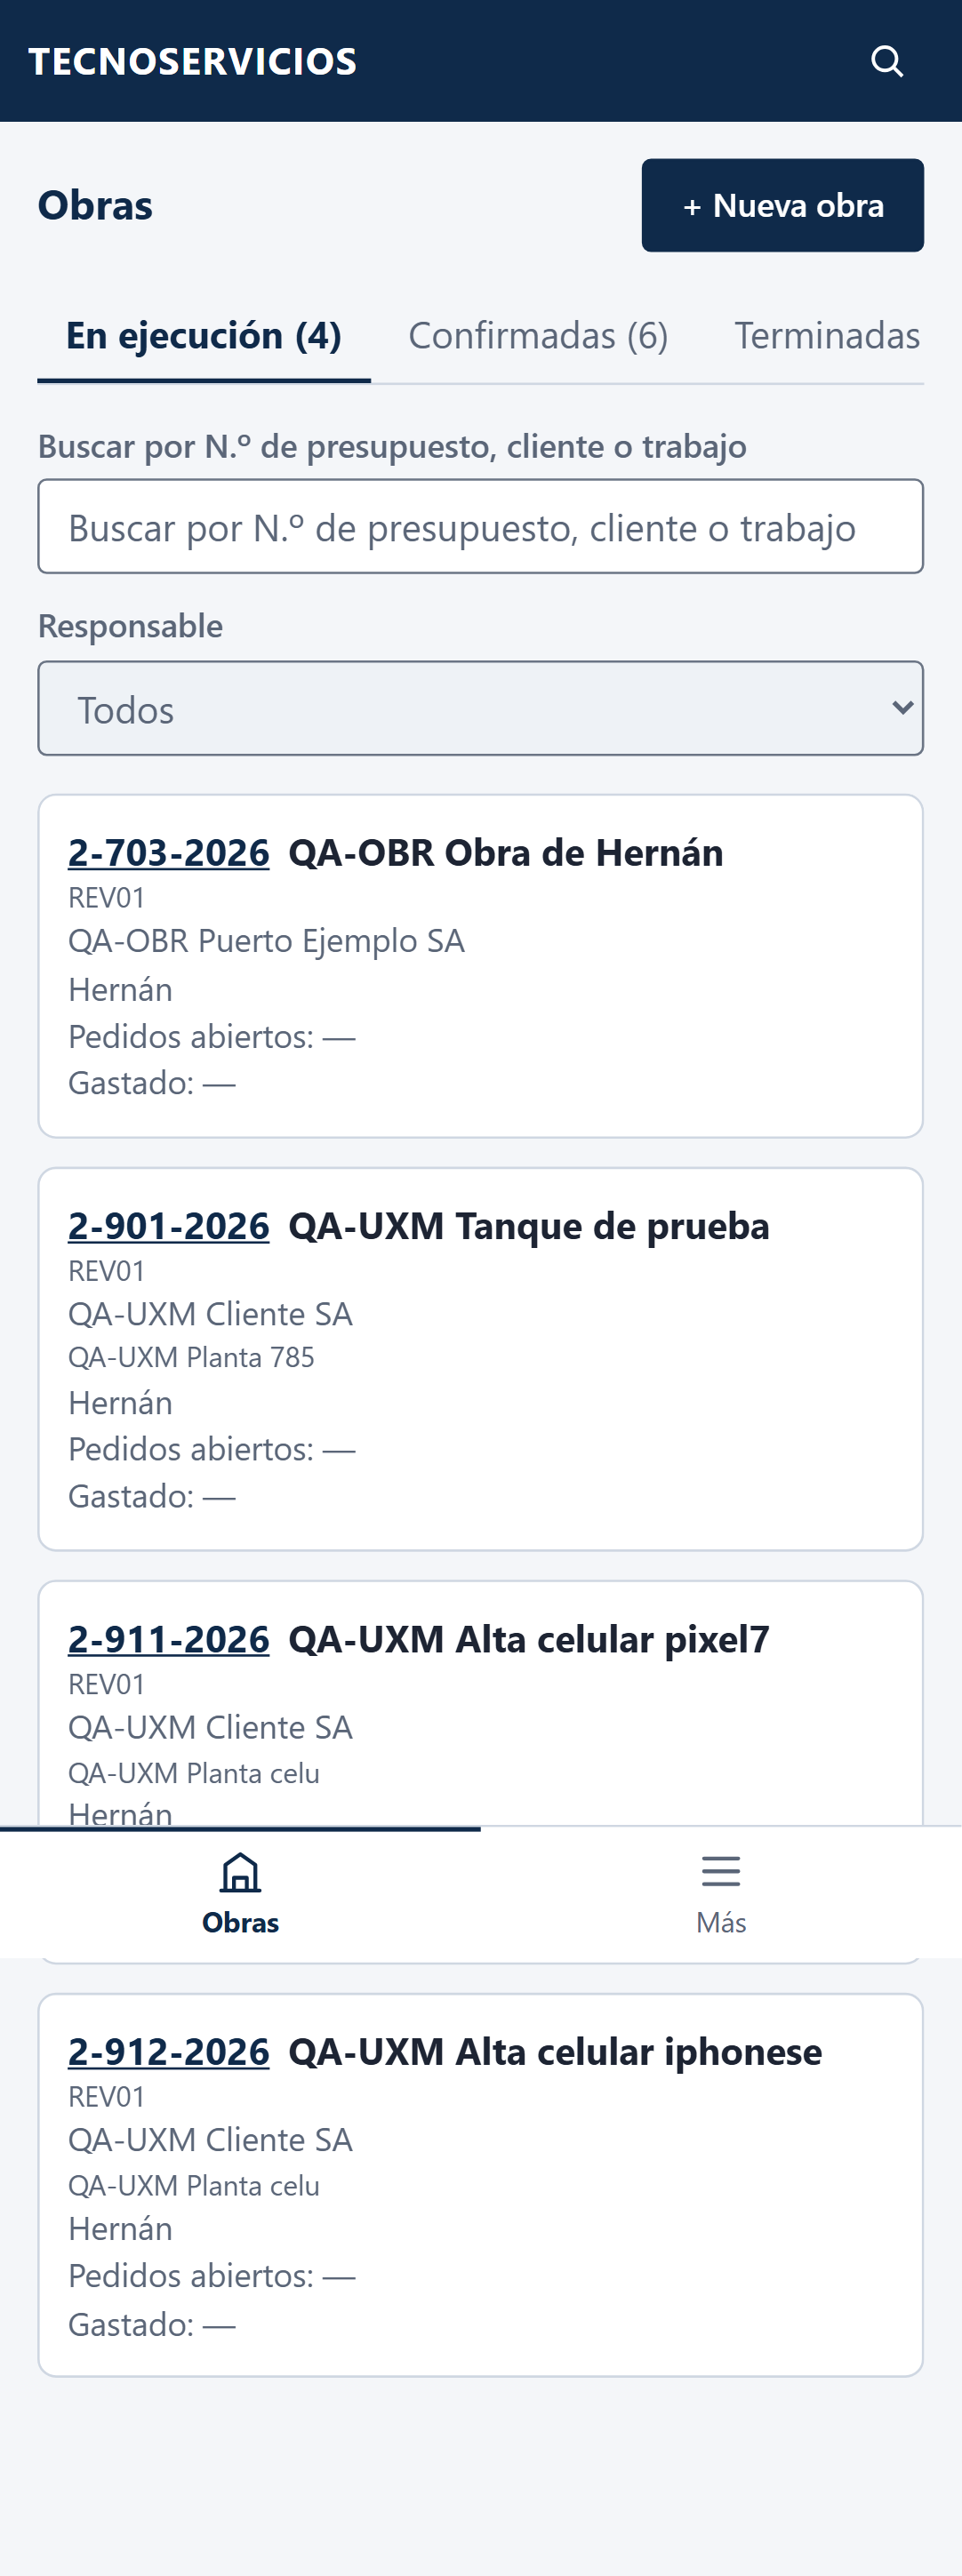 TECNOSERVICIOS
Obras
+ Nueva obra
En ejecución (4) Confirmadas (6) Terminadas
Buscar por N.º de presupuesto, cliente o trabajo
Buscar por N.º de presupuesto, cliente o trabajo
Responsable
Todos
2-703-2026 QA-OBR Obra de Hernán
REV01
QA-OBR Puerto Ejemplo SA
Hernán
Pedidos abiertos: —
Gastado: —
2-901-2026 QA-UXM Tanque de prueba
REV01
QA-UXM Cliente SA
QA-UXM Planta 785
Hernán
Pedidos abiertos: —
Gastado: —
2-911-2026 QA-UXM Alta celular pixel7
REV01
QA-UXM Cliente SA
QA-UXM Planta celu
Hernán
Obras Más
2-912-2026 QA-UXM Alta celular iphonese
REV01
QA-UXM Cliente SA
QA-UXM Planta celu
Hernán
Pedidos abiertos: —
Gastado: —